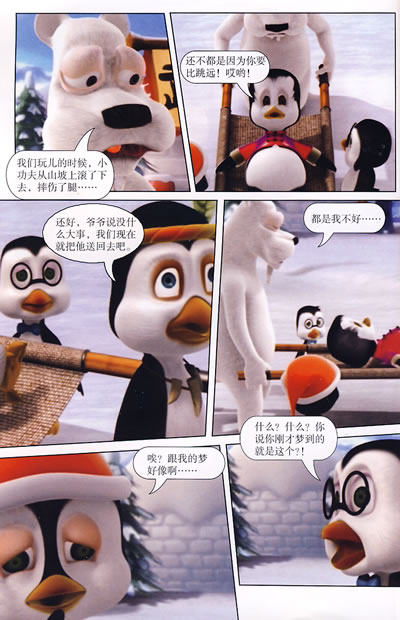 我们玩儿的时候，小
功夫从山坡上滚了下
去，摔伤了腿……
还不都是因为你要
比跳远！哎哟！
还好，爷爷说没什
么大事，我们现在
就把他送回去吧。
都是我不好……
唉？跟我的梦
好像啊……
什么？什么？你
说你刚才梦到的
就是这个？！